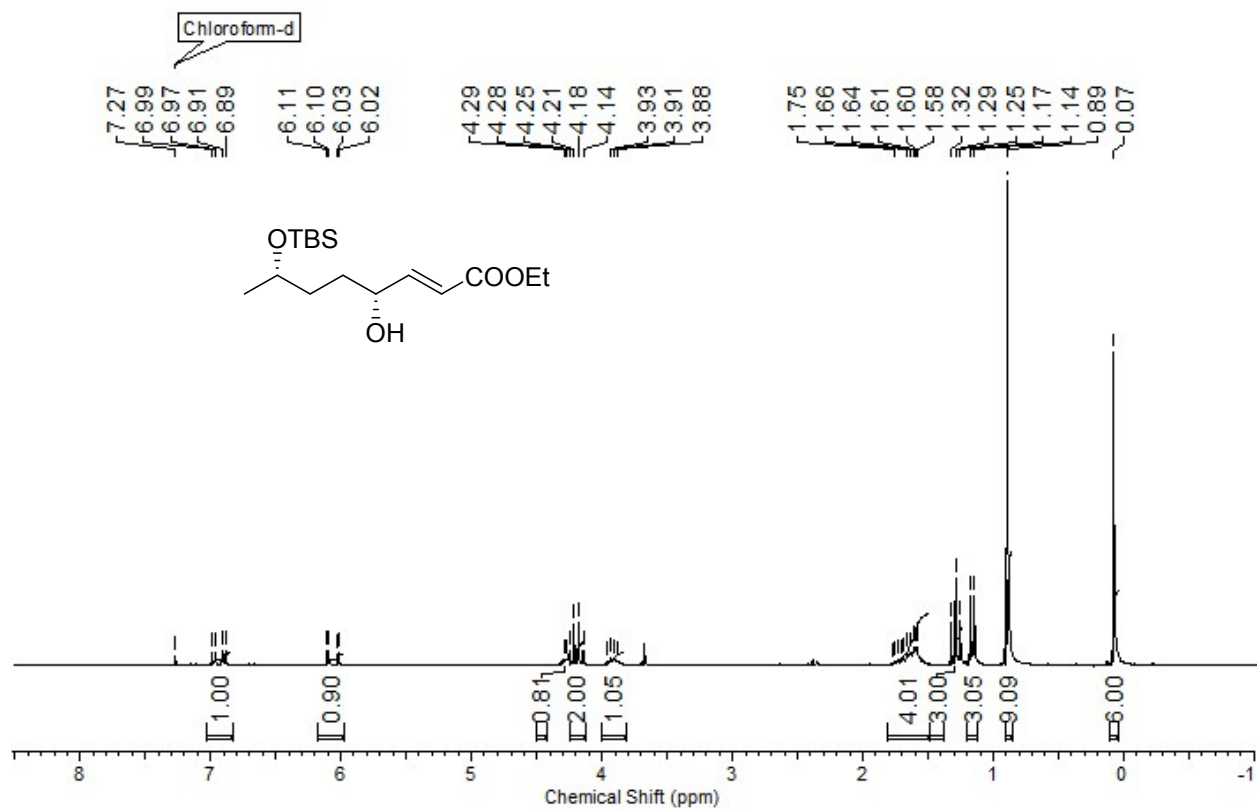 Chloroform-d
7.27 6.99 6.97 6.91 6.89 6.11 6.10 6.03 6.02 4.29 4.28 4.25 4.21 4.18 4.14 3.93 3.91 3.88 1.75 1.66 1.64 1.61 1.60 1.58 1.32 1.29 1.25 1.17 1.14 0.89 0.07
OTBS
COOEt
OH
1.00 0.90 0.81 2.00 1.05 4.01 3.00 3.05 9.09 6.00
8 7 6 5 4 3 2 1 0 -1
Chemical Shift (ppm)